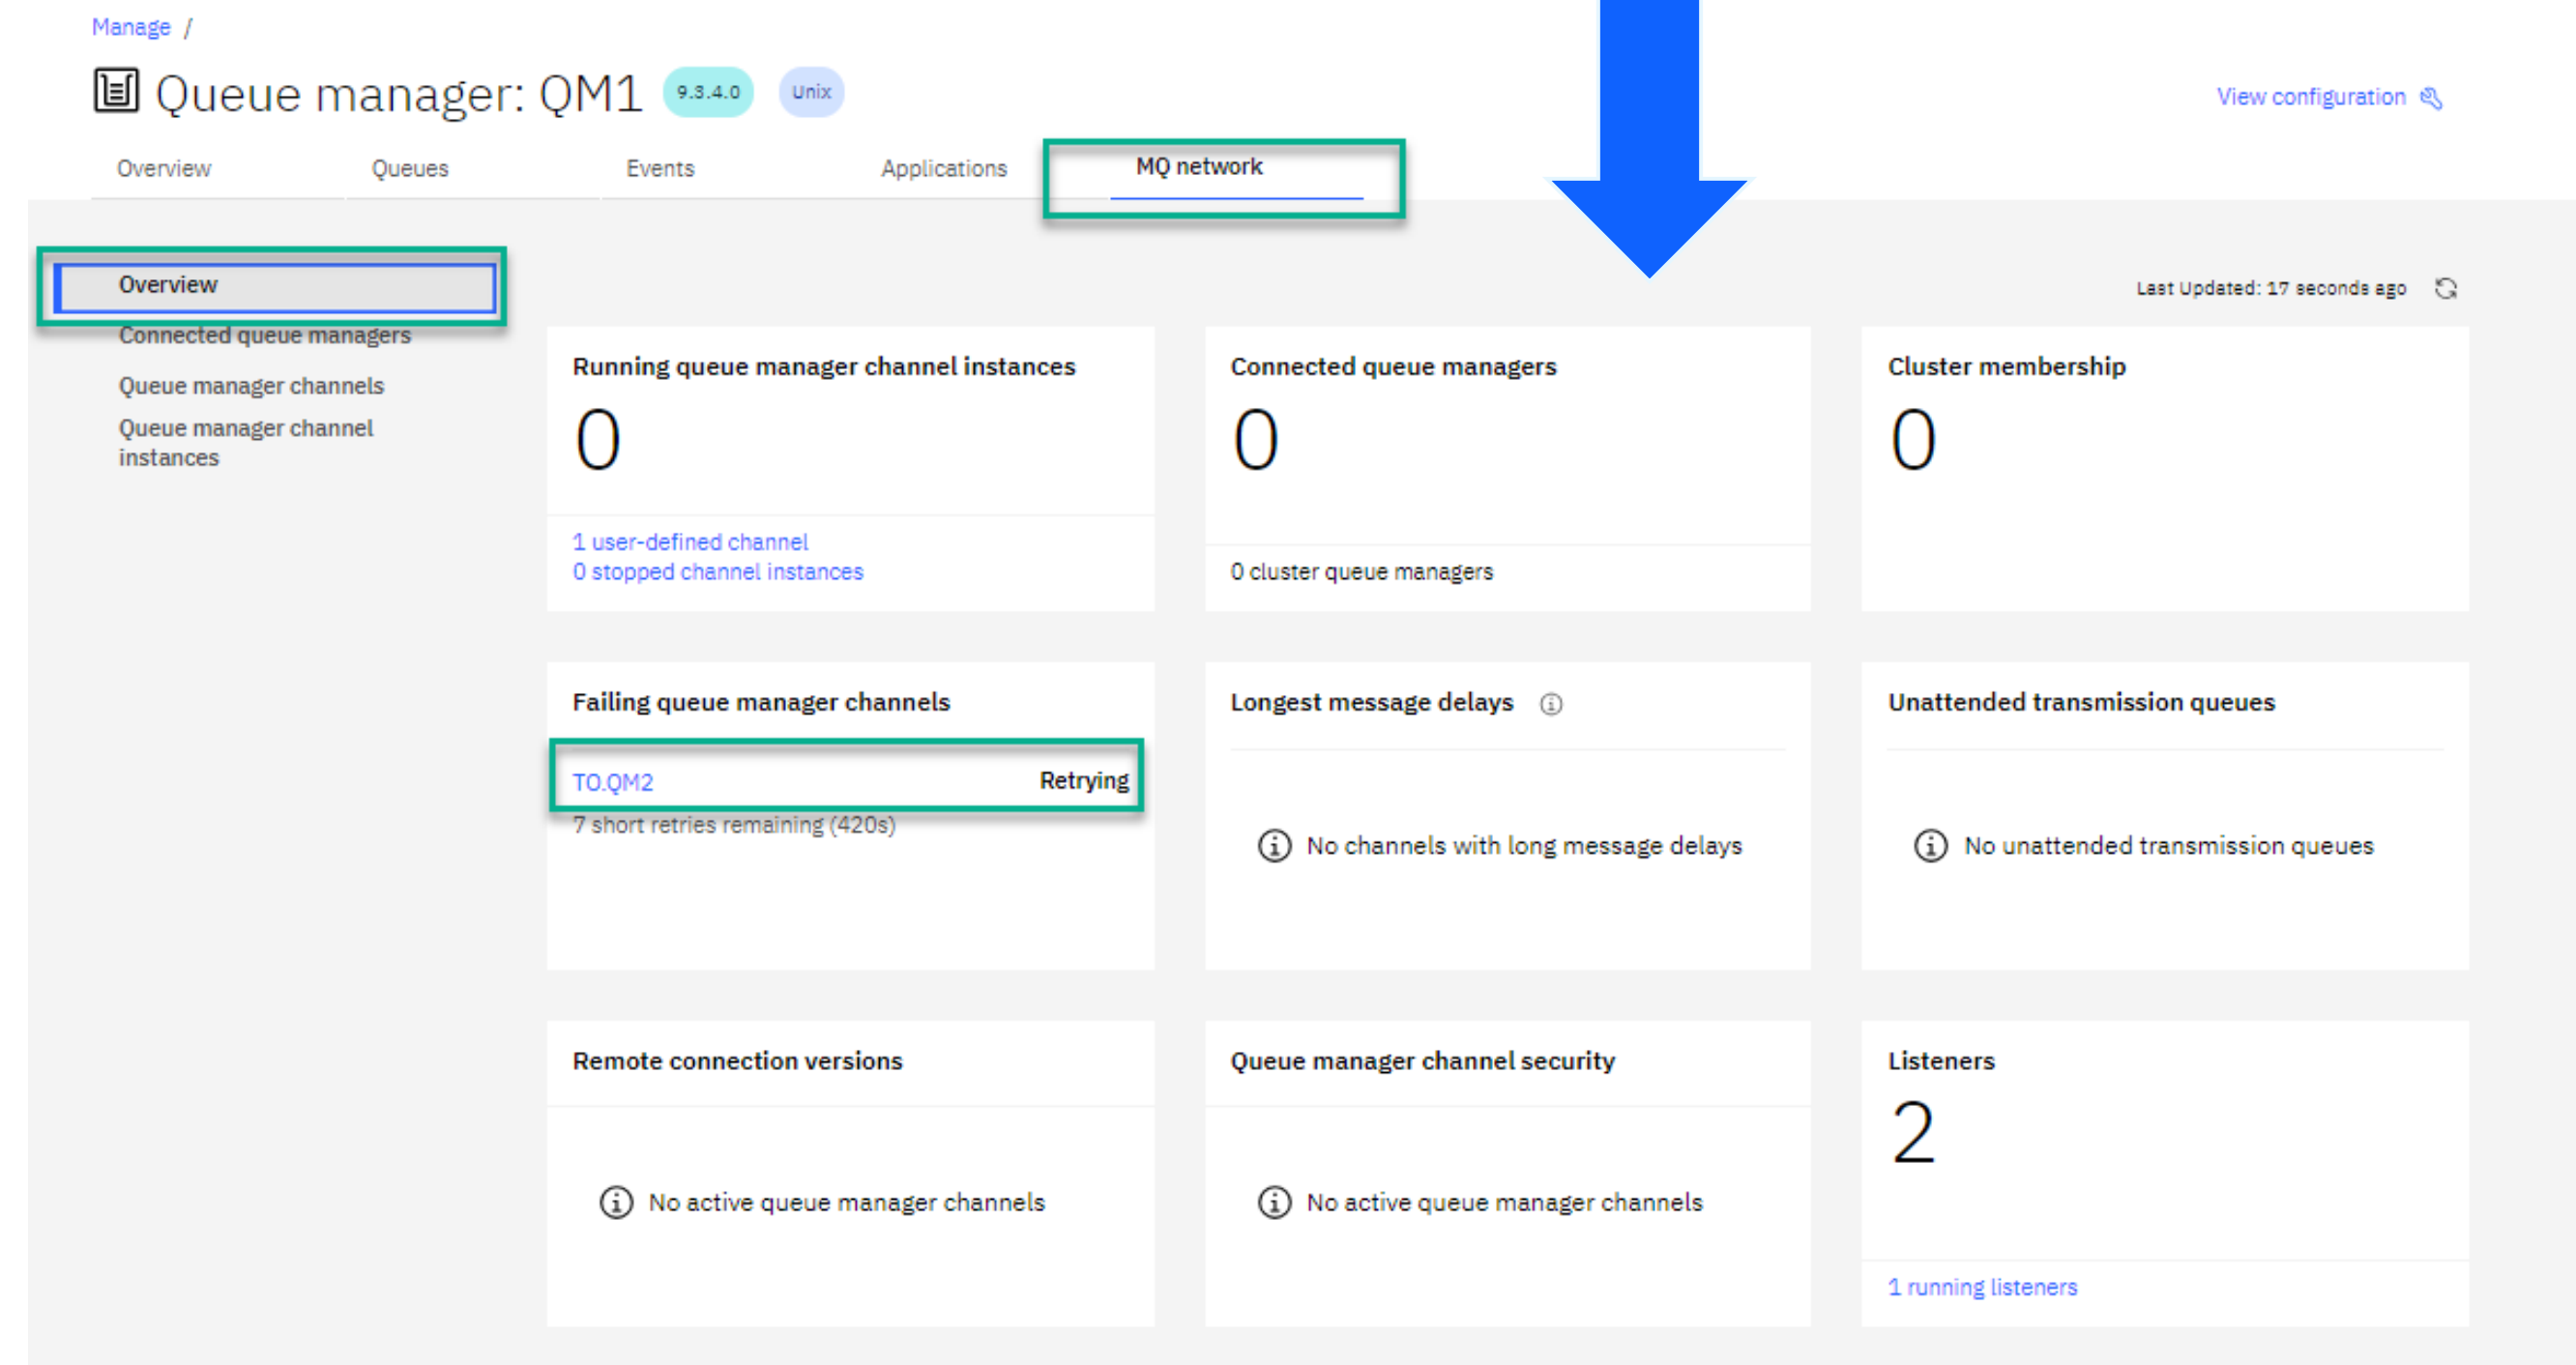 Manage /
Queue manager: QM1 9.3.4.0 Unix
View configuration
Overview Queues Events Applications MQ network
Overview
Connected queue managers
Queue manager channels
Queue manager channel
instances
Last Updated: 17 seconds ago
Running queue manager channel instances
0
1 user-defined channel
0 stopped channel instances
Connected queue managers
0
0 cluster queue managers
Cluster membership
0
Failing queue manager channels
TO.QM2 Retrying
7 short retries remaining (420s)
Longest message delays
No channels with long message delays
Unattended transmission queues
No unattended transmission queues
Remote connection versions
No active queue manager channels
Queue manager channel security
No active queue manager channels
Listeners
2
1 running listeners